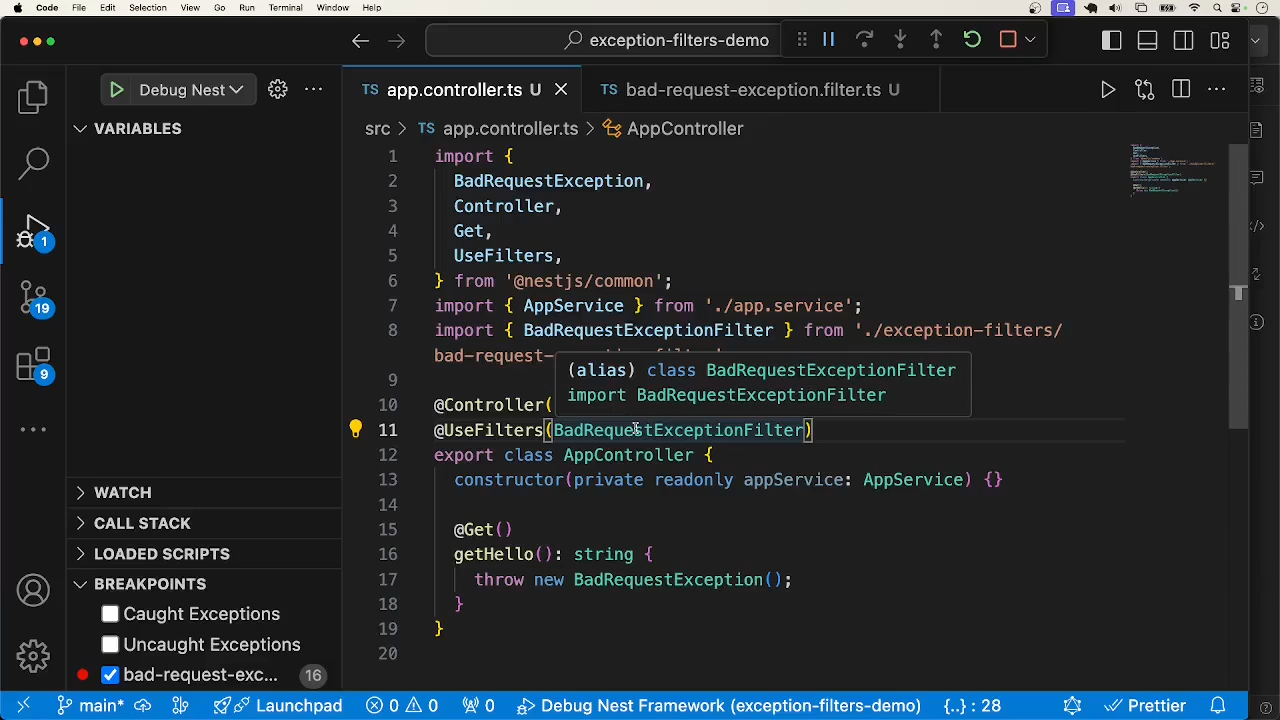 Code File Edit Selection View Go Run Terminal Window Help
exception-filters-demo
Debug Nest
TS app.controller.ts U
TS bad-request-exception.filter.ts U
VARIABLES
src > TS app.controller.ts > AppController
1 import {
2 BadRequestException,
3 Controller,
4 Get,
5 UseFilters,
6 } from '@nestjs/common';
7 import { AppService } from './app.service';
8 import { BadRequestExceptionFilter } from './exception-filters/
bad-request-
(alias) class BadRequestExceptionFilter
import BadRequestExceptionFilter
9
10 @Controller(
11 @UseFilters(BadRequestExceptionFilter)
12 export class AppController {
13 constructor(private readonly appService: AppService) {}
14
15 @Get()
16 getHello(): string {
17 throw new BadRequestException();
18 }
19 }
20
1
19
9
WATCH
CALL STACK
LOADED SCRIPTS
BREAKPOINTS
Caught Exceptions
Uncaught Exceptions
bad-request-exc... 16
main* Launchpad 0 0 0 Debug Nest Framework (exception-filters-demo) {..} : 28 Prettier